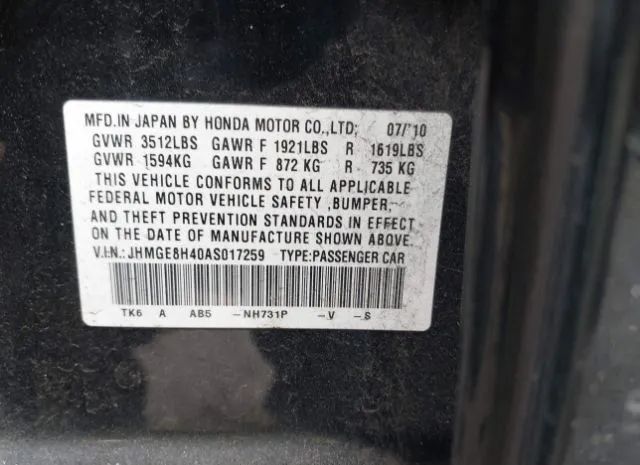 MFD.IN JAPAN BY HONDA MOTOR CO.,LTD; 07/'10
GVWR 3512LBS GAWR F 1921LBS R 1619LBS
GVWR 1594KG GAWR F 872 KG R 735 KG
THIS VEHICLE CONFORMS TO ALL APPLICABLE
FEDERAL MOTOR VEHICLE SAFETY ,BUMPER,
AND THEFT PREVENTION STANDARDS IN EFFECT
ON THE DATE OF MANUFACTURE SHOWN ABOVE.
V.I.N.: JHMGE8H40AS017259 TYPE:PASSENGER CAR
TK6 A AB5 -NH731P -V -S